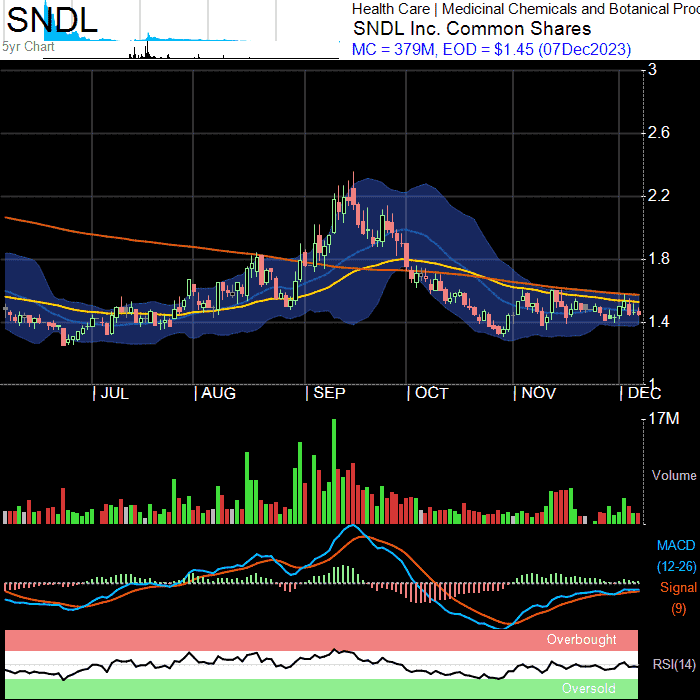 SNDL
Health Care | Medicinal Chemicals and Botanical Proc
SNDL Inc. Common Shares
5yr Chart
MC = 379M, EOD = $1.45 (07Dec2023)
3
2.6
2.2
1.8
1.4
1
JUL AUG SEP OCT NOV DEC
17M
Volume
MACD
(12-26)
Signal
(9)
Overbought
RSI(14)
Oversold